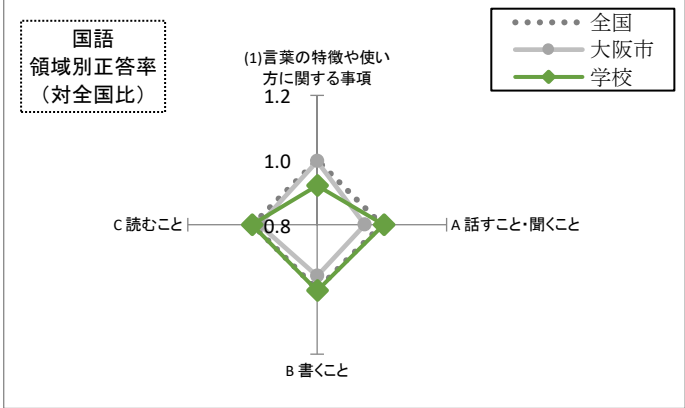 国語
領域別正答率
（対全国比）
全国
大阪市
学校
(1)言葉の特徴や使い
方に関する事項
1.2
1.0
0.8
A 話すこと・聞くこと
B 書くこと
C 読むこと